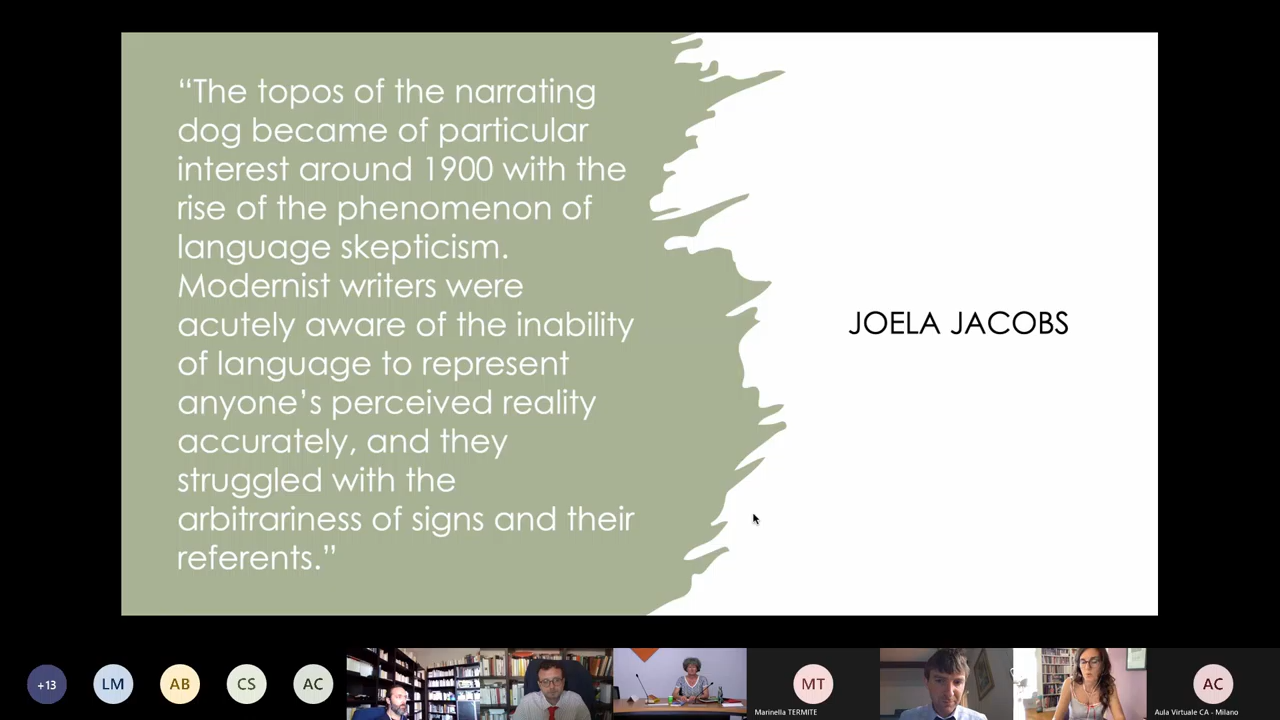 “The topos of the narrating
dog became of particular
interest around 1900 with the
rise of the phenomenon of
language skepticism.
Modernist writers were
acutely aware of the inability
of language to represent
anyone’s perceived reality
accurately, and they
struggled with the
arbitrariness of signs and their
referents.”
JOELA JACOBS
+13
LM
AB
CS
AC
MT
Marinella TERMITE
AC
Aula Virtuale CA - Milano